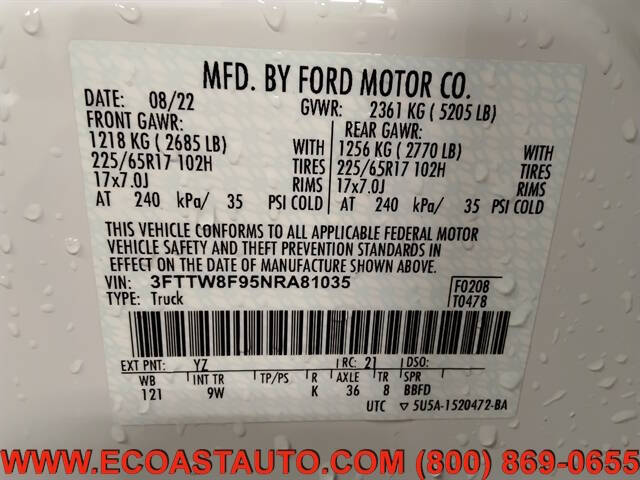 MFD. BY FORD MOTOR CO.
DATE: 08/22 GVWR: 2361 KG ( 5205 LB)
FRONT GAWR: REAR GAWR:
1218 KG ( 2685 LB) WITH 1256 KG ( 2770 LB) WITH
225/65R17 102H TIRES 225/65R17 102H TIRES
17x7.0J RIMS 17x7.0J RIMS
AT 240 kPa/ 35 PSI COLD AT 240 kPa/ 35 PSI COLD
THIS VEHICLE CONFORMS TO ALL APPLICABLE FEDERAL MOTOR
VEHICLE SAFETY AND THEFT PREVENTION STANDARDS IN
EFFECT ON THE DATE OF MANUFACTURE SHOWN ABOVE.
VIN: 3FTTW8F95NRA81035 F0208
TYPE: Truck T0478
EXT PNT: YZ RC: 21 DSO:
WB INT TR TP/PS R AXLE TR SPR
121 9W K 36 8 BBFD
UTC ▽ 5U5A-1520472-BA
WWW.ECOASTAUTO.COM (800) 869-0655